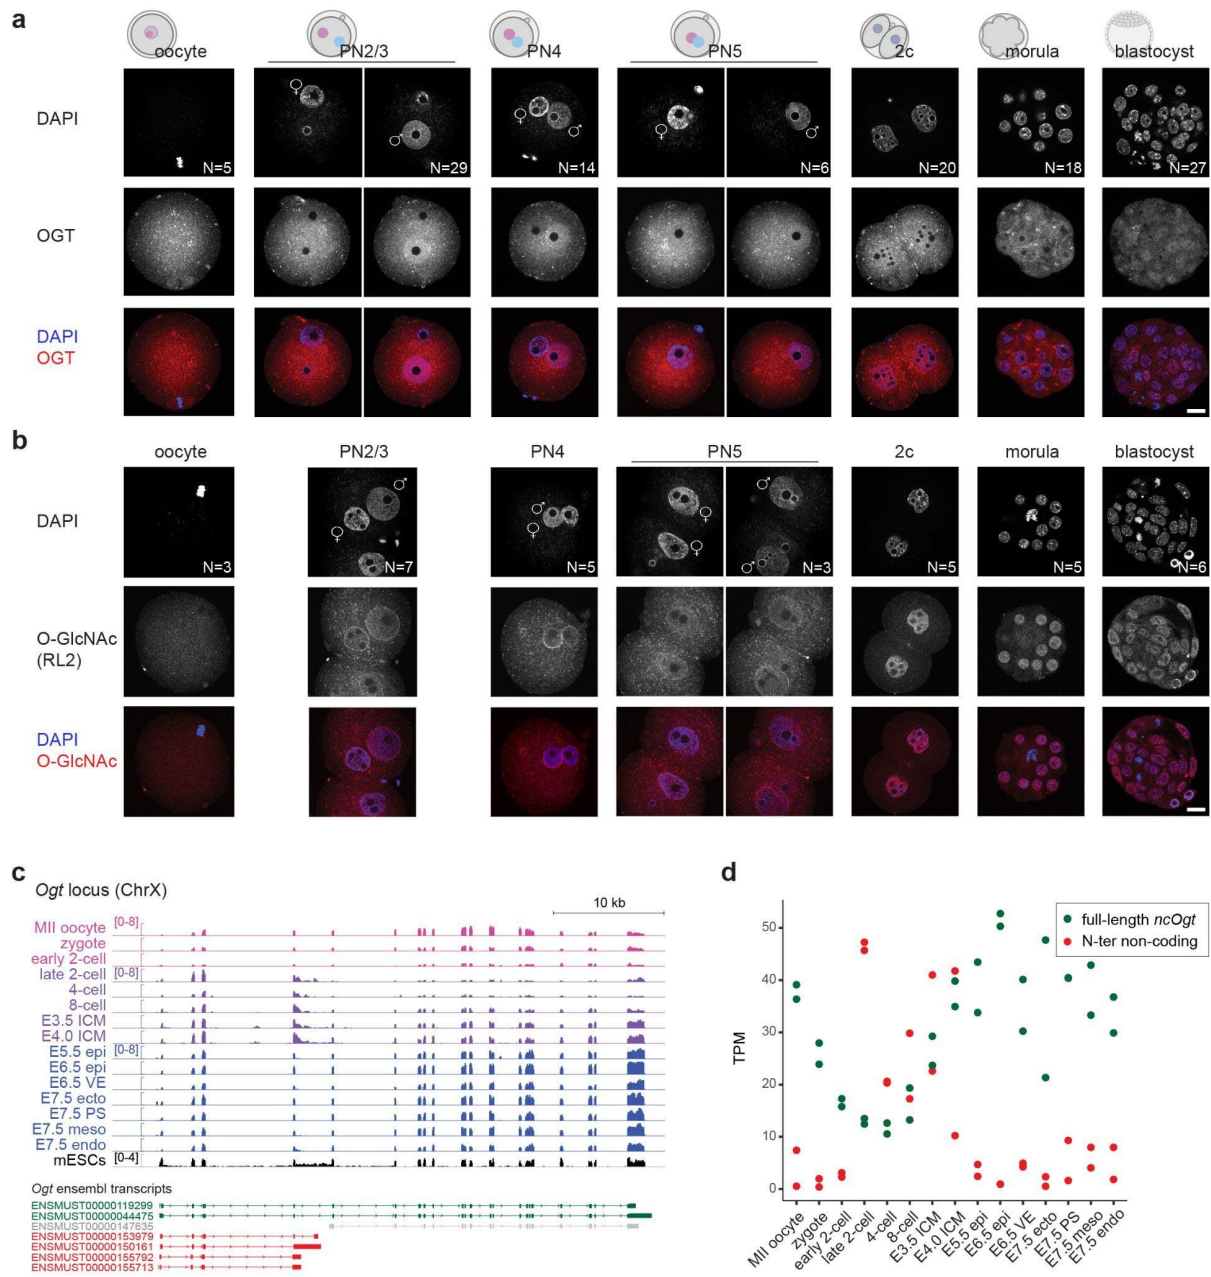 a
oocyte PN2/3 PN4 PN5 2c morula blastocyst
DAPI
♀ ♂ ♀ ♂ ♀ ♂
N=5 N=29 N=14 N=6 N=20 N=18 N=27
OGT
DAPI
OGT
b
oocyte PN2/3 PN4 PN5 2c morula blastocyst
DAPI
♀ ♂ ♂ ♀ ♀ ♀ ♂ ♂
N=3 N=7 N=5 N=3 N=5 N=5 N=6
O-GlcNAc
(RL2)
DAPI
O-GlcNAc
c
Ogt locus (ChrX)
10 kb
MII oocyte [0-8]
zygote
early 2-cell
late 2-cell [0-8]
4-cell
8-cell
E3.5 ICM
E4.0 ICM
E5.5 epi [0-8]
E6.5 epi
E6.5 VE
E7.5 ecto
E7.5 PS
E7.5 meso
E7.5 endo
mESCs [0-4]
Ogt ensembl transcripts
ENSMUST00000119299
ENSMUST00000044475
ENSMUST00000147635
ENSMUST00000153979
ENSMUST00000150161
ENSMUST00000155792
ENSMUST00000155713
d
full-length ncOgt
N-ter non-coding
TPM
50
40
30
20
10
0
MII oocyte
zygote
early 2-cell
late 2-cell
4-cell
8-cell
E3.5 ICM
E4.0 ICM
E5.5 epi
E6.5 epi
E6.5 VE
E7.5 ecto
E7.5 PS
E7.5 meso
E7.5 endo